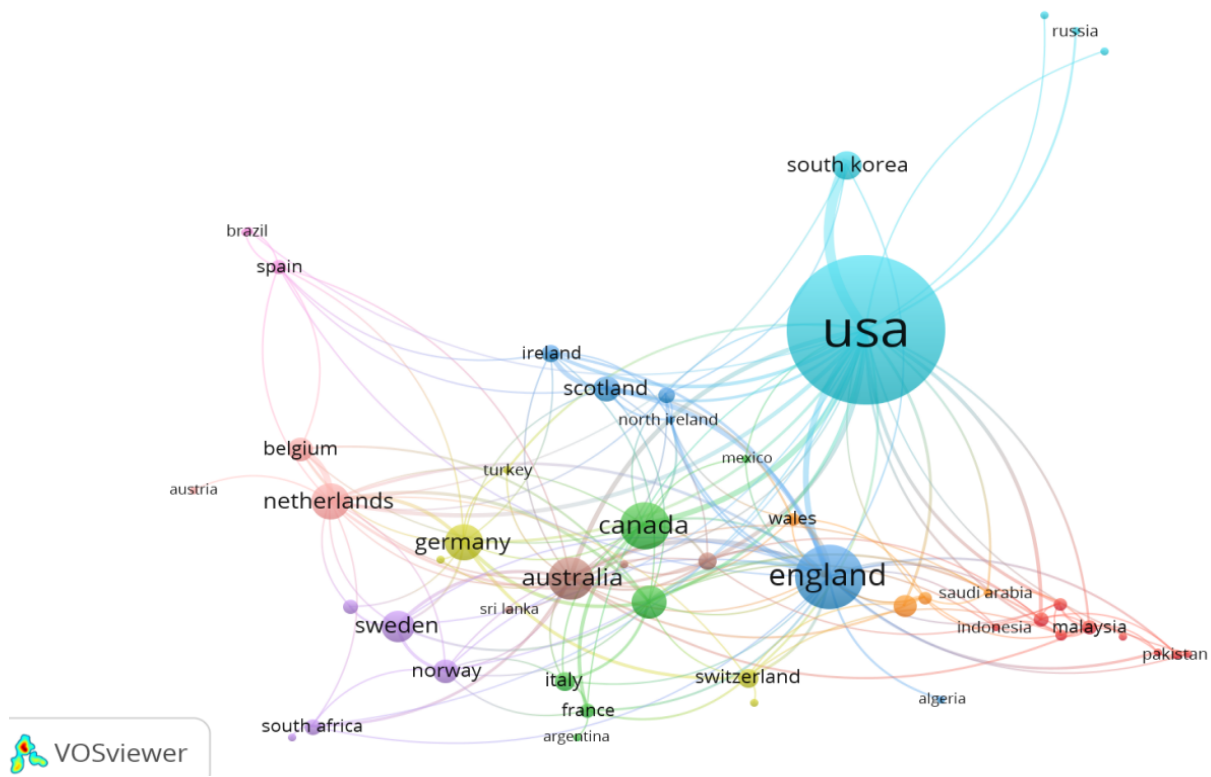 russia
south korea
brazil
spain
usa
ireland
scotland
north ireland
belgium
mexico
turkey
austria
netherlands
wales
canada
germany
england
australia
saudi arabia
sri lanka
sweden
indonesia
malaysia
pakistan
norway
switzerland
italy
algeria
france
south africa
argentina
VOSviewer